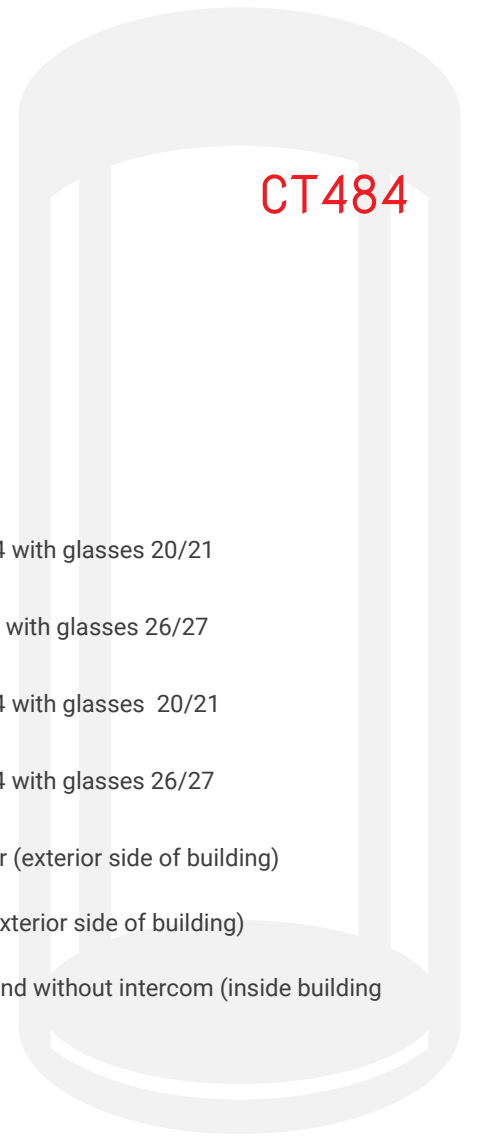 CT484
4 with glasses 20/21
with glasses 26/27
4 with glasses 20/21
4 with glasses 26/27
r (exterior side of building)
xterior side of building)
nd without intercom (inside building